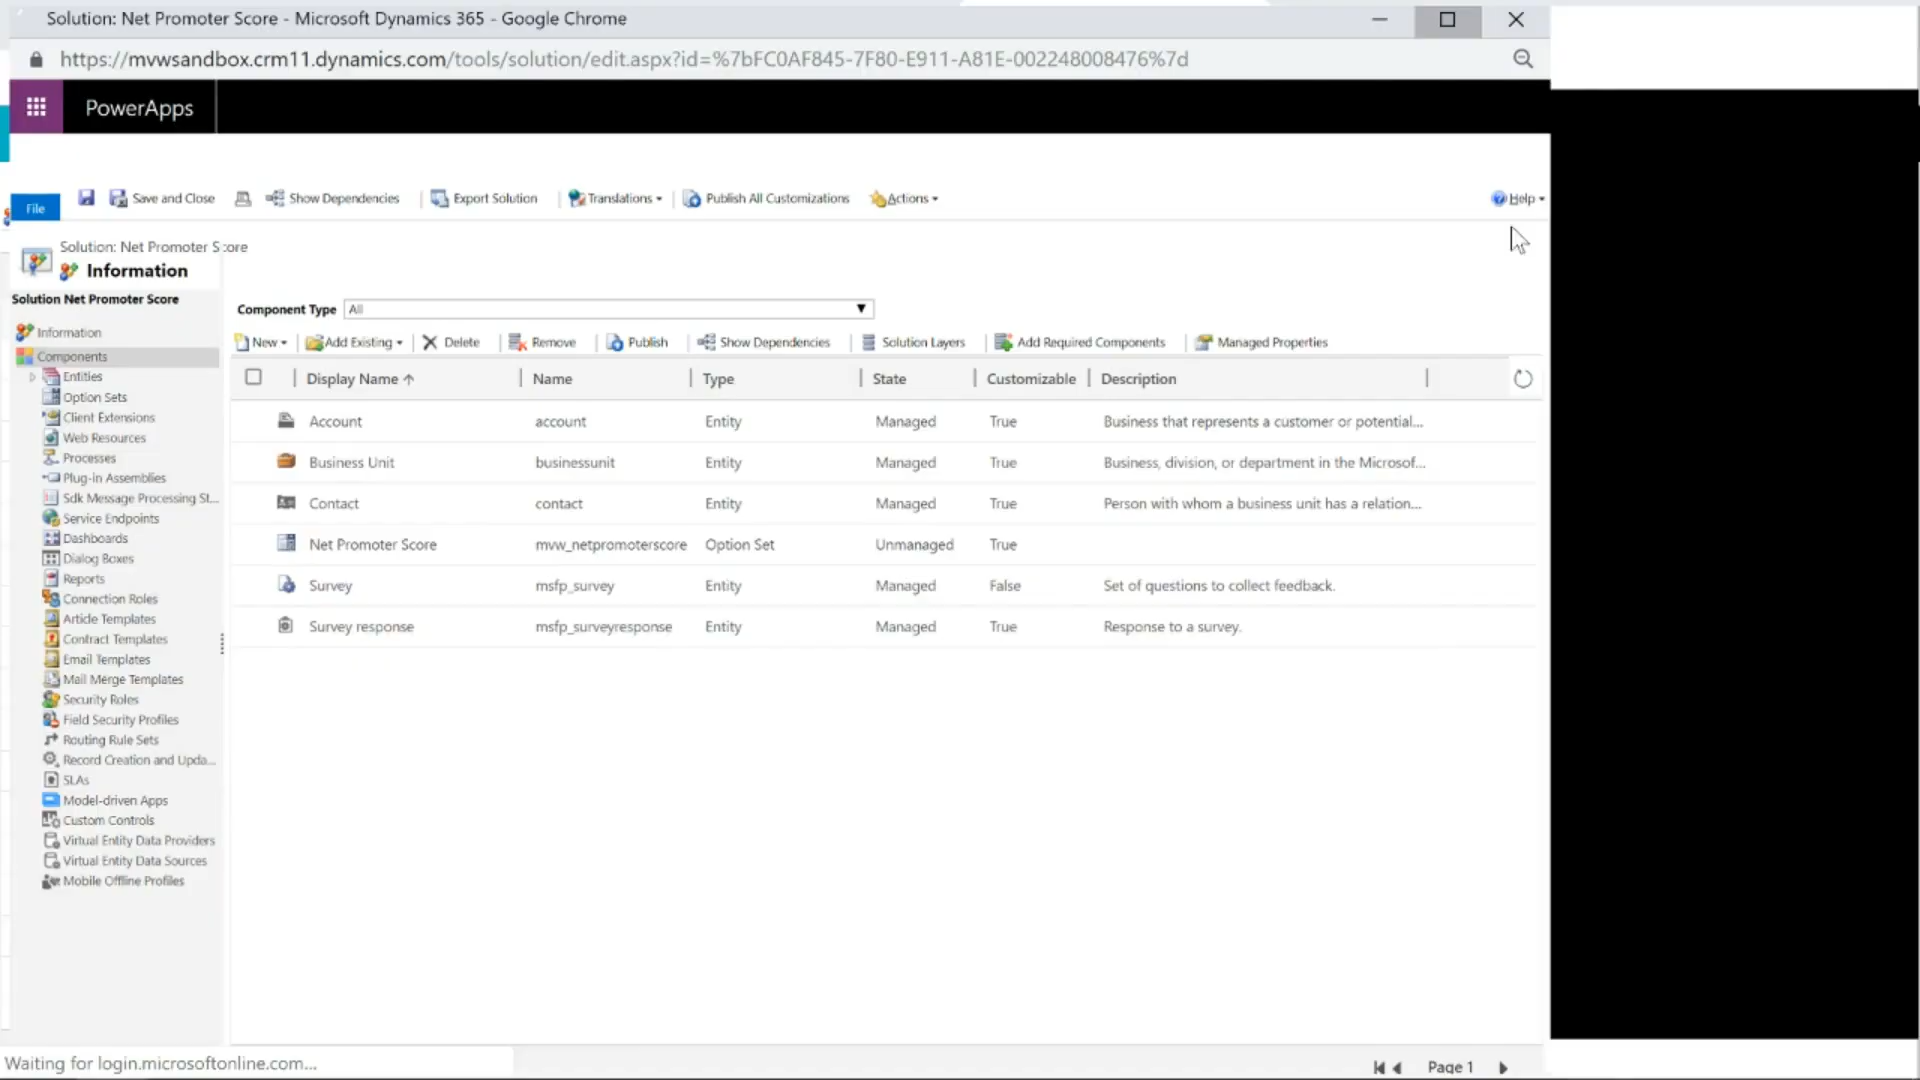 Solution: Net Promoter Score - Microsoft Dynamics 365 - Google Chrome
https://mvwsandbox.crm11.dynamics.com/tools/solution/edit.aspx?id=%7bFC0AF845-7F80-E911-A81E-002248008476%7d
PowerApps
File
Save and Close
Show Dependencies
Export Solution
Translations
Publish All Customizations
Actions
Help
Solution: Net Promoter Score
Information
Solution Net Promoter Score
Information
Components
Entities
Option Sets
Client Extensions
Web Resources
Processes
Plug-in Assemblies
Sdk Message Processing St...
Service Endpoints
Dashboards
Dialog Boxes
Reports
Connection Roles
Article Templates
Contract Templates
Email Templates
Mail Merge Templates
Security Roles
Field Security Profiles
Routing Rule Sets
Record Creation and Upda...
SLAs
Model-driven Apps
Custom Controls
Virtual Entity Data Providers
Virtual Entity Data Sources
Mobile Offline Profiles
Component Type All
New Add Existing Delete Remove Publish Show Dependencies Solution Layers Add Required Components Managed Properties
Display Name Name Type State Customizable Description
Account account Entity Managed True Business that represents a customer or potential...
Business Unit businessunit Entity Managed True Business, division, or department in the Microsof...
Contact contact Entity Managed True Person with whom a business unit has a relation...
Net Promoter Score mvw_netpromoterscore Option Set Unmanaged True
Survey msfp_survey Entity Managed False Set of questions to collect feedback.
Survey response msfp_surveyresponse Entity Managed True Response to a survey.
Waiting for login.microsoftonline.com...
Page 1